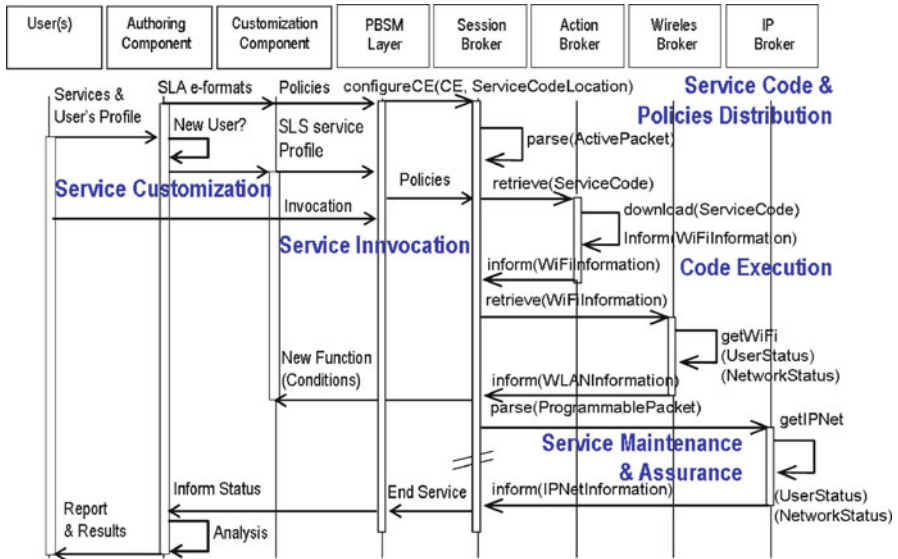 User(s)
Authoring
Component
Customization
Component
PBSM
Layer
Session
Broker
Action
Broker
Wireles
Broker
IP
Broker
SLA e-formats
Policies
configureCE(CE, ServiceCodeLocation)
Service Code &
Policies Distribution
Services &
User's Profile
New User?
SLS service
Profile
parse(ActivePacket)
Service Customization
Policies
retrieve(ServiceCode)
Invocation
download(ServiceCode)
Service Innvocation
Inform(WiFiInformation)
inform(WiFiInformation)
Code Execution
retrieve(WiFiInformation)
getWiFi
(UserStatus)
(NetworkStatus)
New Function
(Conditions)
inform(WLANInformation)
parse(ProgrammablePacket)
getIPNet
Service Maintenance
& Assurance
Inform Status
End Service
inform(IPNetInformation)
(UserStatus)
(NetworkStatus)
Report
& Results
Analysis